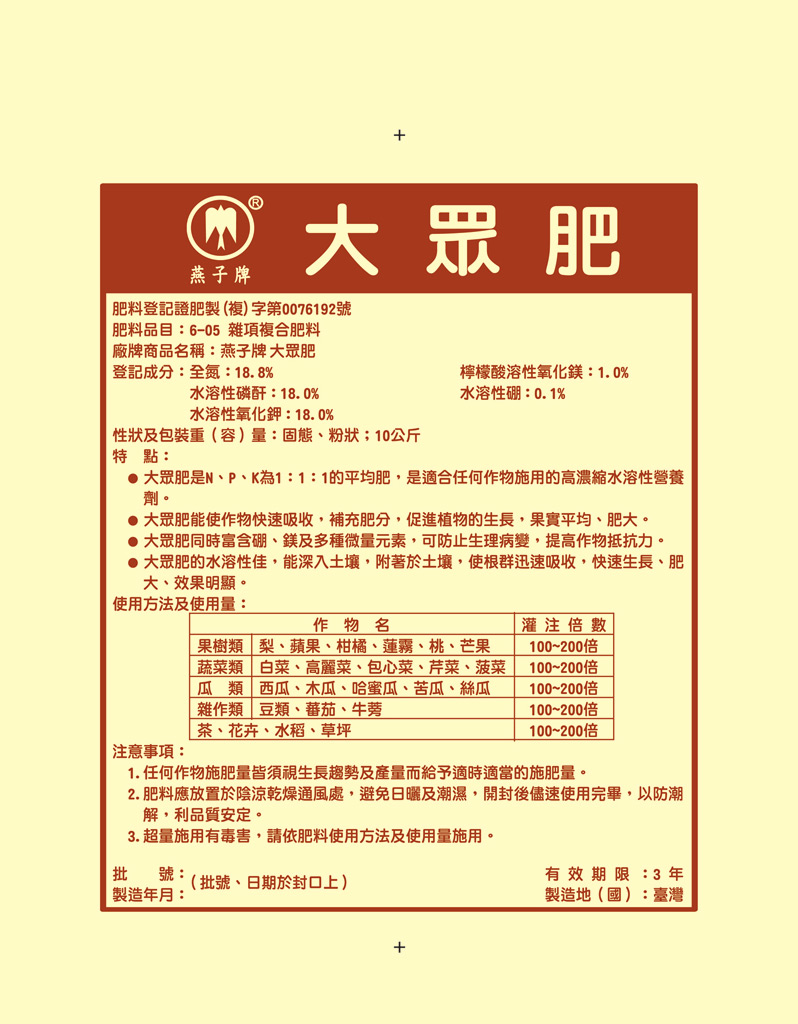 ®
燕子牌
大眾肥
肥料登記證肥製(複)字第0076192號
肥料品目：6-05 雜項複合肥料
廠牌商品名稱：燕子牌 大眾肥
登記成分：全氮：18.8% 檸檬酸溶性氧化鎂：1.0%
水溶性磷酐：18.0% 水溶性硼：0.1%
水溶性氧化鉀：18.0%
性狀及包裝重（容）量：固態、粉狀；10公斤
特 點：
●大眾肥是N、P、K為1：1：1的平均肥，是適合任何作物施用的高濃縮水溶性營養
劑。
●大眾肥能使作物快速吸收，補充肥分，促進植物的生長，果實平均、肥大。
●大眾肥同時富含硼、鎂及多種微量元素，可防止生理病變，提高作物抵抗力。
●大眾肥的水溶性佳，能深入土壤，附著於土壤，使根群迅速吸收，快速生長、肥
大、效果明顯。
使用方法及使用量：
作 物 名 灌注倍數
果樹類 梨、蘋果、柑橘、蓮霧、桃、芒果 100~200倍
蔬菜類 白菜、高麗菜、包心菜、芹菜、菠菜 100~200倍
瓜 類 西瓜、木瓜、哈蜜瓜、苦瓜、絲瓜 100~200倍
雜作類 豆類、蕃茄、牛蒡 100~200倍
茶、花卉、水稻、草坪 100~200倍
注意事項：
1.任何作物施肥量皆須視生長趨勢及產量而給予適時適當的施肥量。
2.肥料應放置於陰涼乾燥通風處，避免日曬及潮濕，開封後儘速使用完畢，以防潮
解，利品質安定。
3.超量施用有毒害，請依肥料使用方法及使用量施用。
批 號： 有效期限：3年
（批號、日期於封口上）
製造年月： 製造地（國）：臺灣